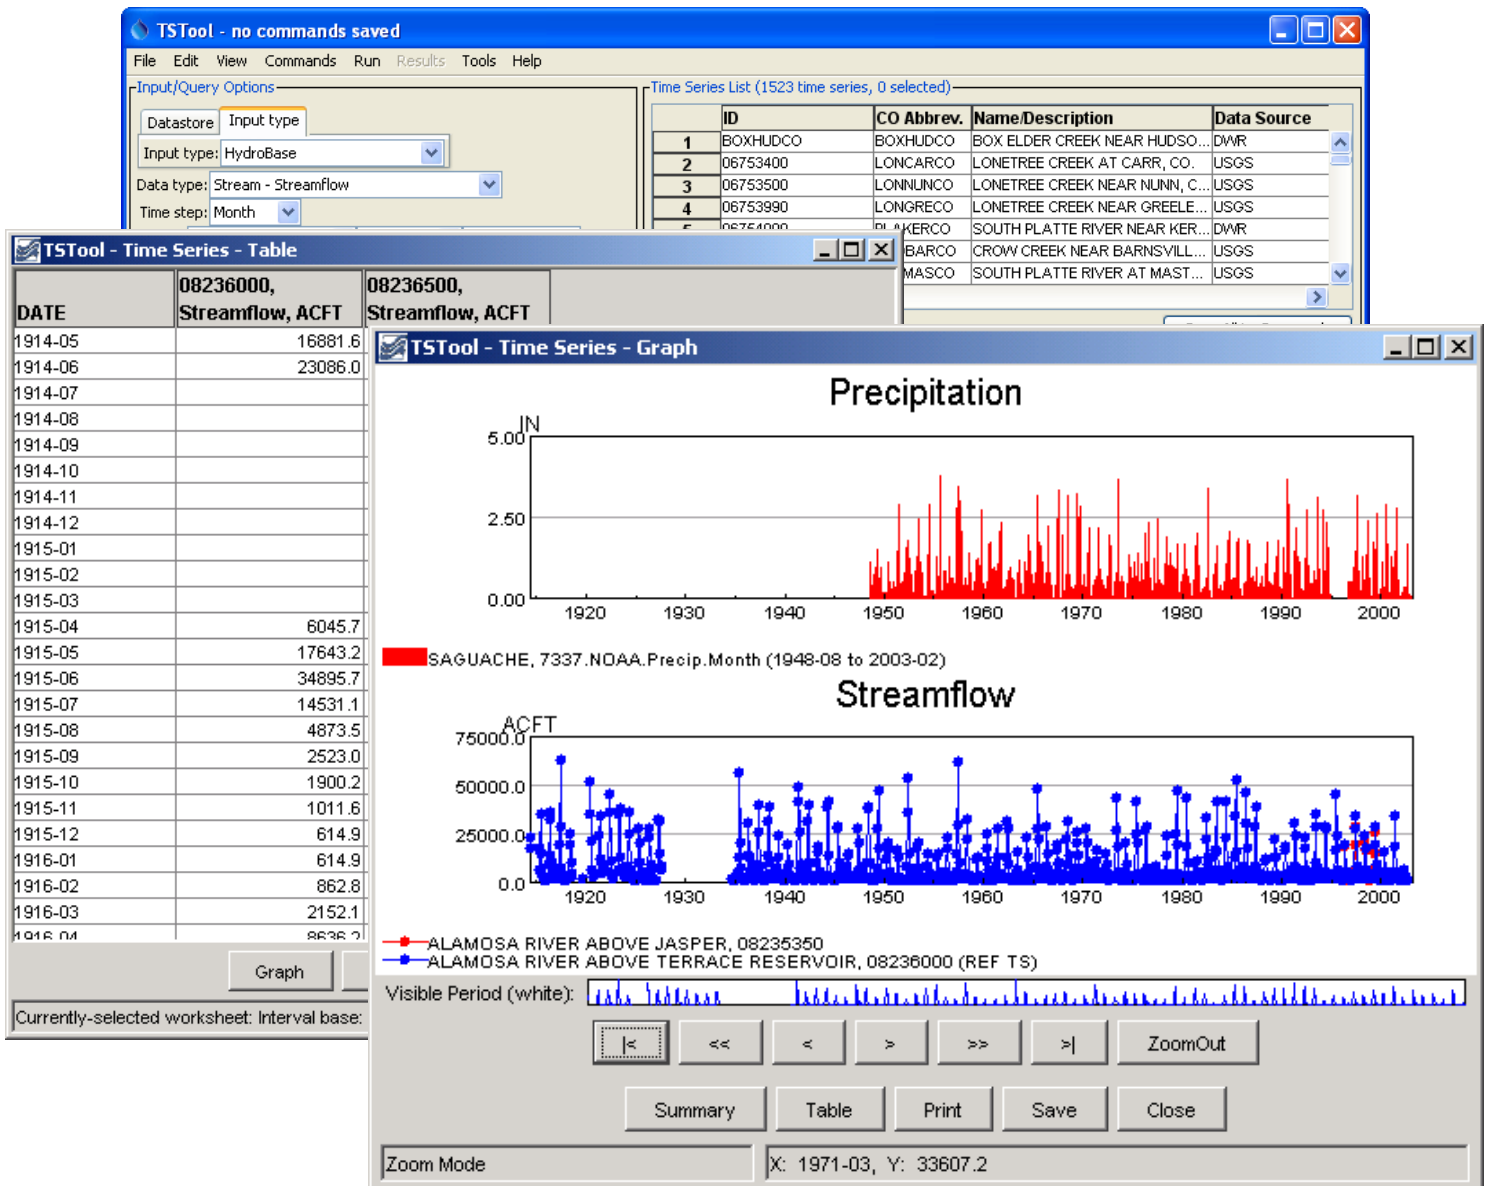 TSTool - no commands saved
File Edit View Commands Run Results Tools Help
Input/Query Options
Datastore Input type
Input type: HydroBase
Data type: Stream - Streamflow
Time step: Month
Time Series List (1523 time series, 0 selected)
ID CO Abbrev. Name/Description Data Source
1 BOXHUDCO BOXHUDCO BOX ELDER CREEK NEAR HUDSO... DWR
2 06753400 LONCARCO LONETREE CREEK AT CARR, CO. USGS
3 06753500 LONNUNCO LONETREE CREEK NEAR NUNN, C... USGS
4 06753990 LONGRECO LONETREE CREEK NEAR GREELE... USGS
SOUTH PLATTE RIVER NEAR KER... DWR
BARCO CROW CREEK NEAR BARNSVILL... USGS
MASCO SOUTH PLATTE RIVER AT MAST... USGS
TSTool - Time Series - Table
DATE 08236000, Streamflow, ACFT 08236500, Streamflow, ACFT
1914-05 16881.6
1914-06 23086.0
1914-07
1914-08
1914-09
1914-10
1914-11
1914-12
1915-01
1915-02
1915-03
1915-04 6045.7
1915-05 17643.2
1915-06 34895.7
1915-07 14531.1
1915-08 4873.5
1915-09 2523.0
1915-10 1900.2
1915-11 1011.6
1915-12 614.9
1916-01 614.9
1916-02 862.8
1916-03 2152.1
1916-04 8636.2
Graph
Currently-selected worksheet: Interval base:
TSTool - Time Series - Graph
Precipitation
IN
5.00
2.50
0.00
1920 1930 1940 1950 1960 1970 1980 1990 2000
SAGUACHE, 7337.NOAA.Precip.Month (1948-08 to 2003-02)
Streamflow
ACFT
75000.0
50000.0
25000.0
0.0
1920 1930 1940 1950 1960 1970 1980 1990 2000
ALAMOSA RIVER ABOVE JASPER, 08235350
ALAMOSA RIVER ABOVE TERRACE RESERVOIR, 08236000 (REF TS)
Visible Period (white):
|< << < > >> >| ZoomOut
Summary Table Print Save Close
Zoom Mode X: 1971-03, Y: 33607.2